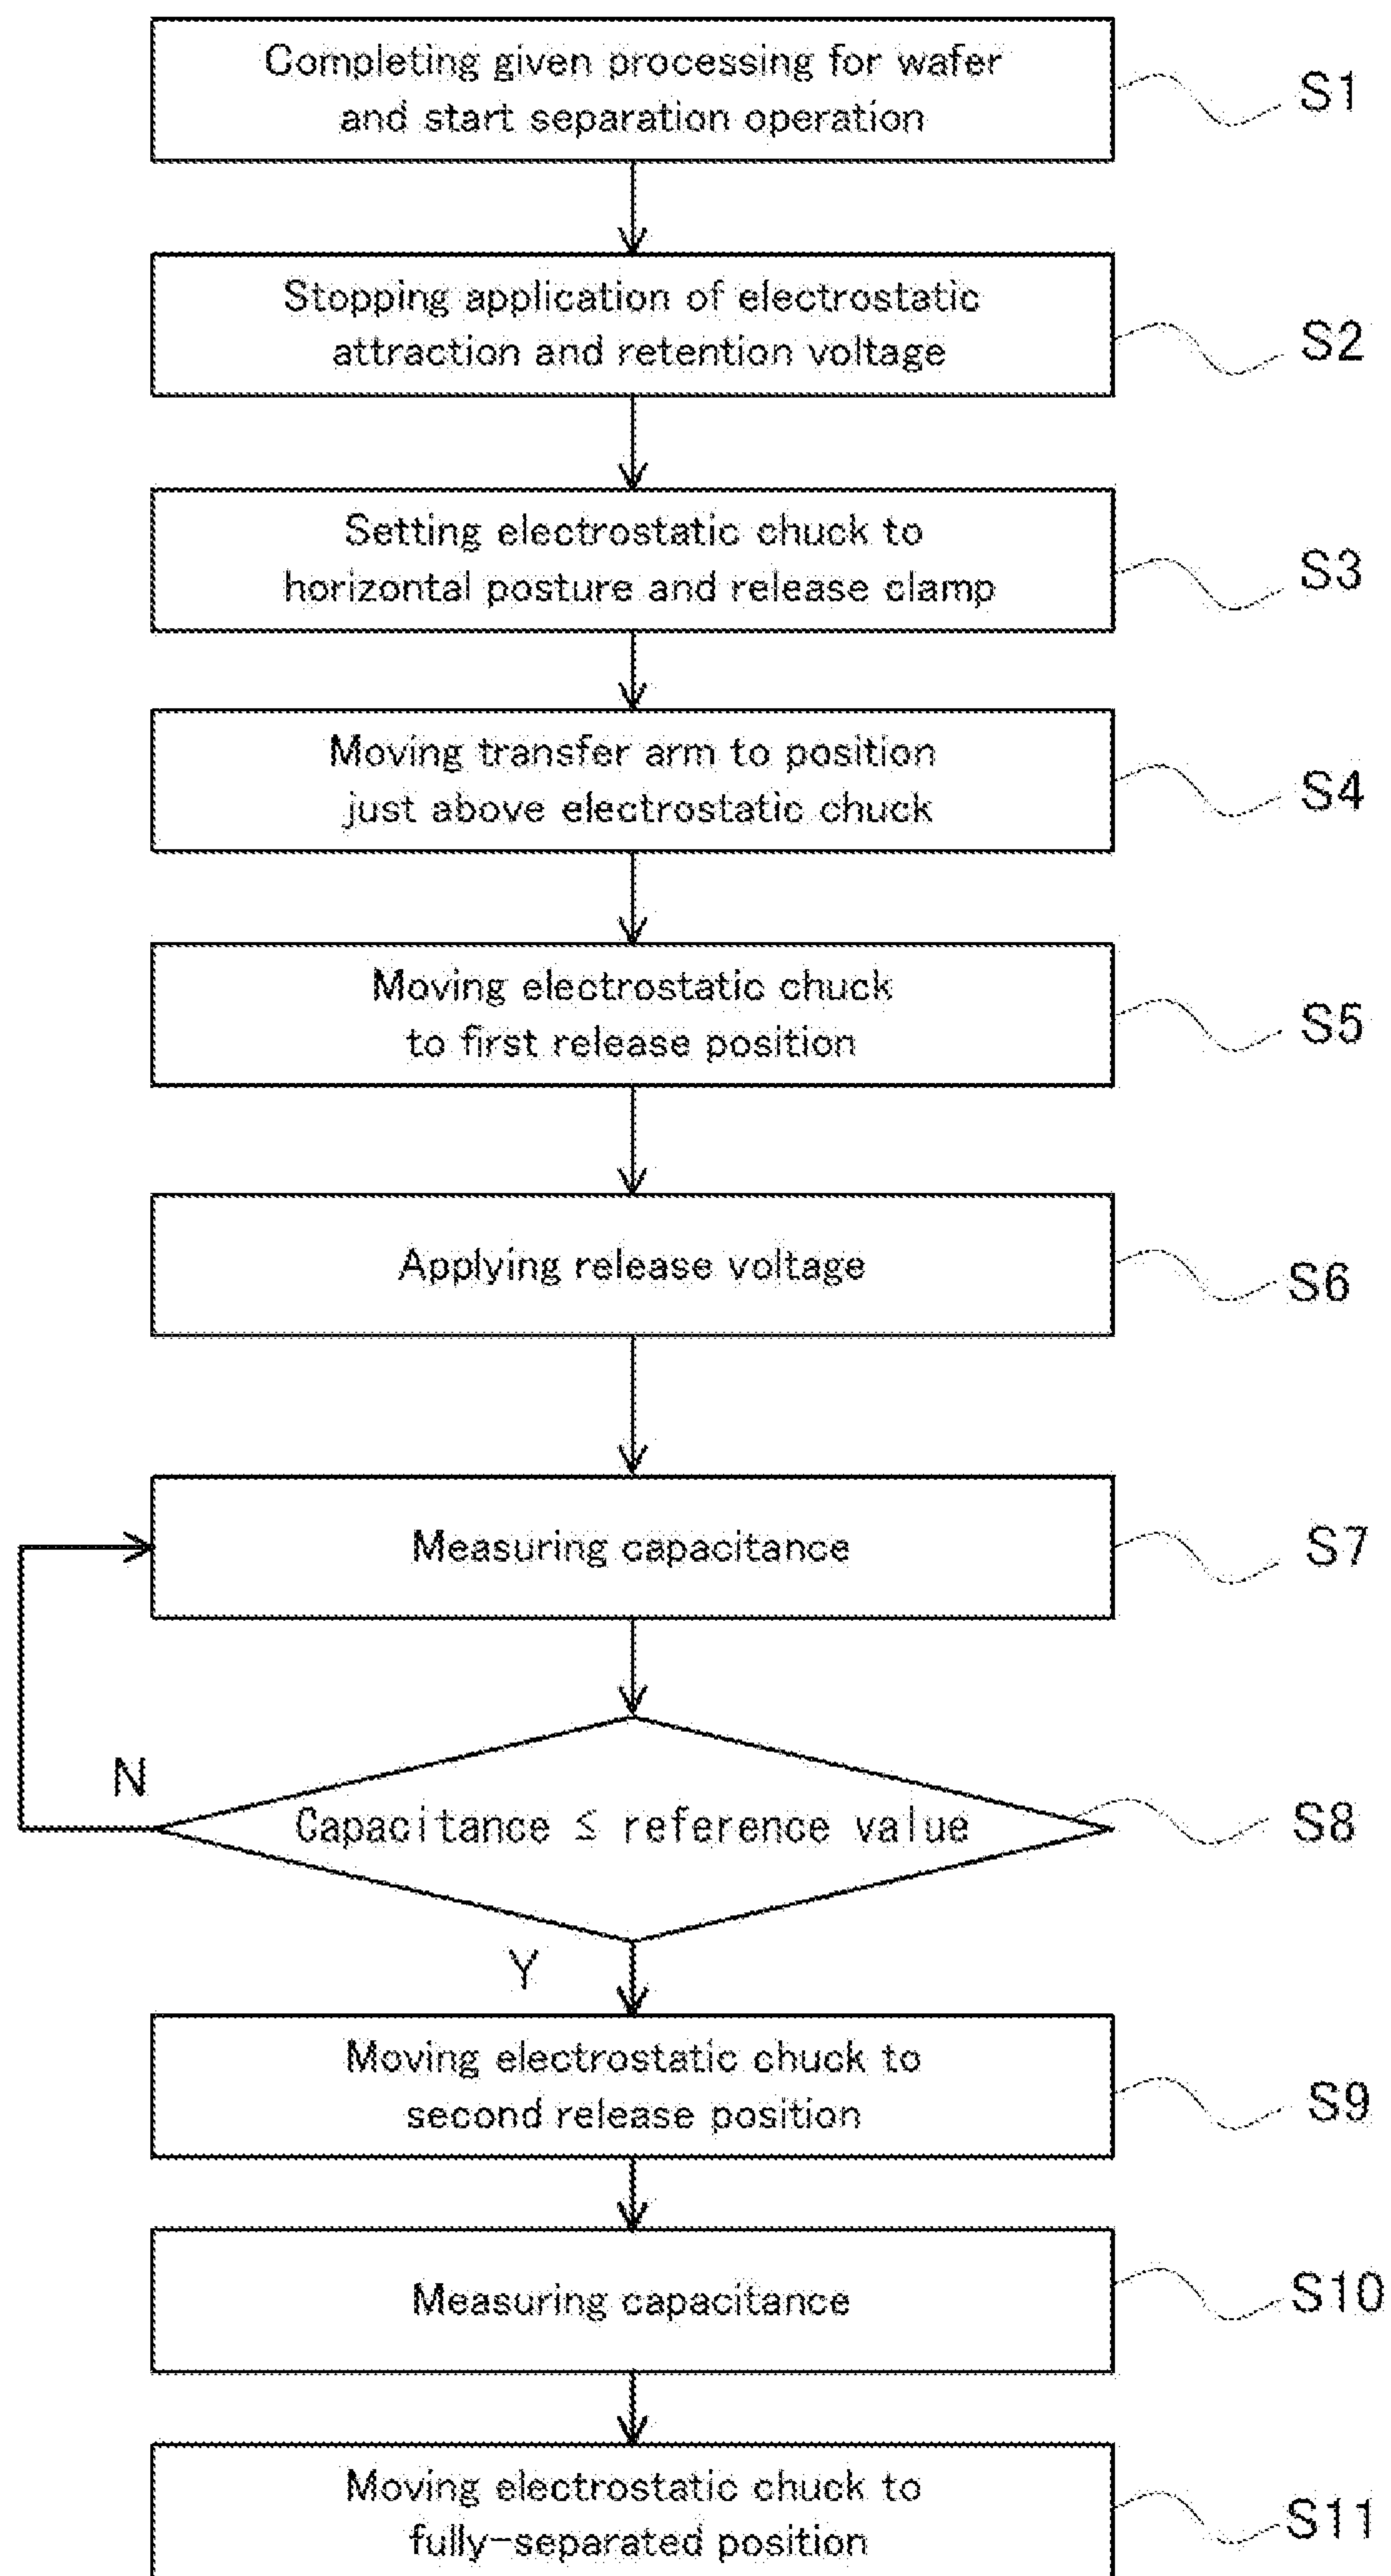 Completing given processing for wafer
and start separation operation
S1
Stopping application of electrostatic
attraction and retention voltage
S2
Setting electrostatic chuck to
horizontal posture and release clamp
S3
Moving transfer arm to position
just above electrostatic chuck
S4
Moving electrostatic chuck
to first release position
S5
Applying release voltage
S6
Measuring capacitance
S7
N
Capacitance ≤ reference value
S8
Y
Moving electrostatic chuck to
second release position
S9
Measuring capacitance
S10
Moving electrostatic chuck to
fully-separated position
S11